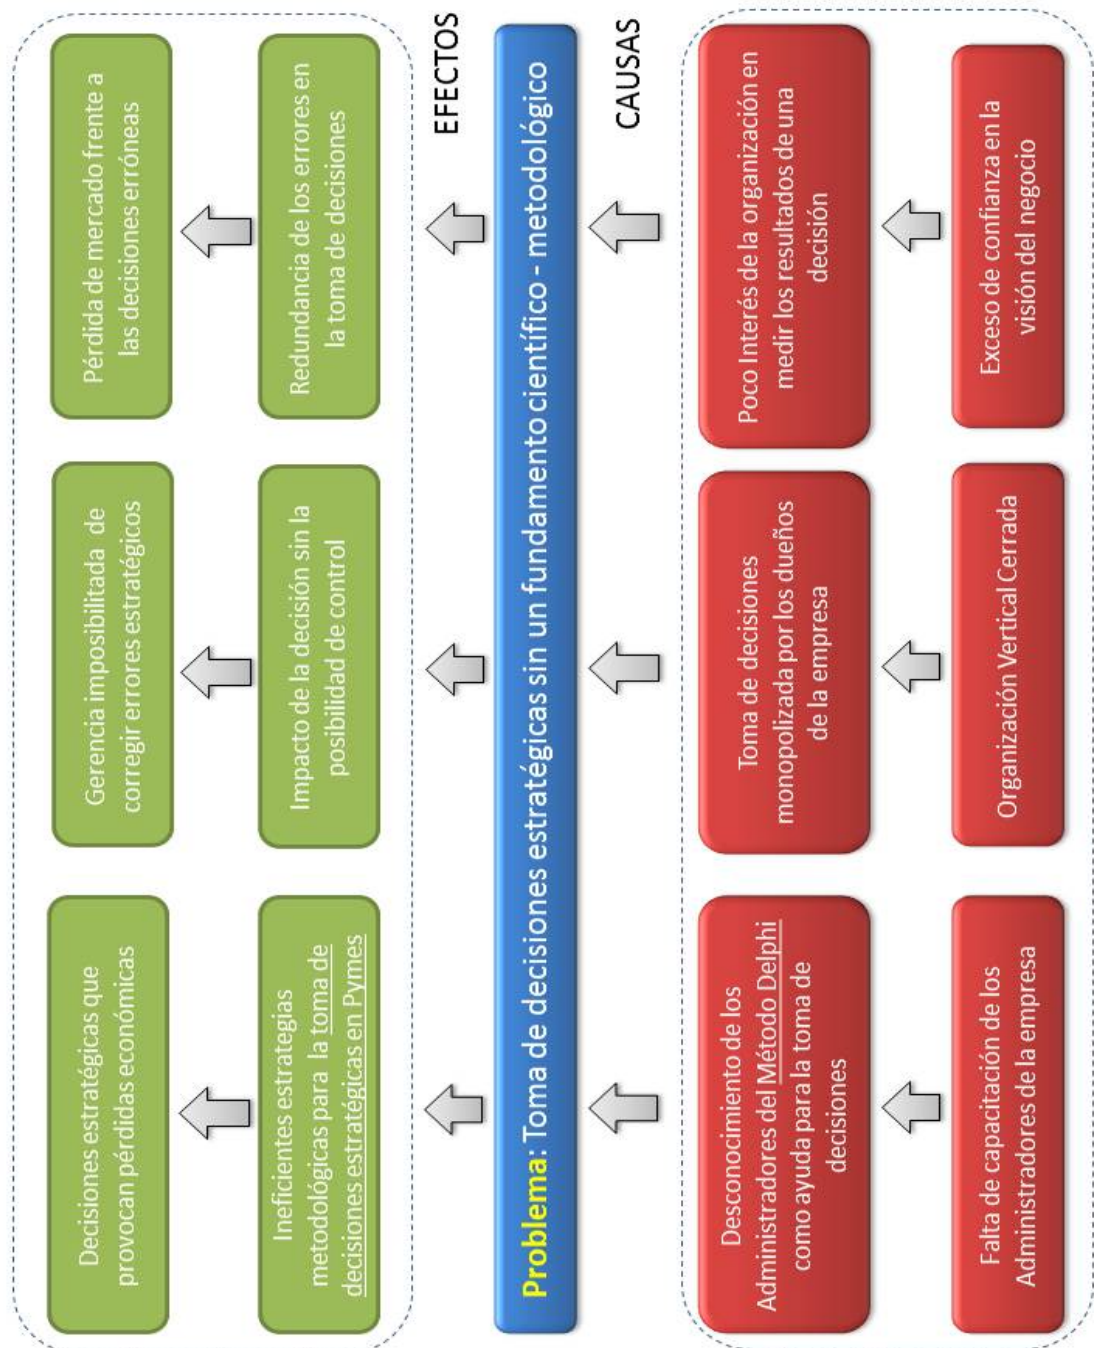 Decisiones estratégicas que
provocan pérdidas económicas
Gerencia imposibilitada de
corregir errores estratégicos
Pérdida de mercado frente a
las decisiones erróneas
Ineficientes estrategias
metodológicas para la toma de
decisiones estratégicas en Pymes
Impacto de la decisión sin la
posibilidad de control
Redundancia de los errores en
la toma de decisiones
EFECTOS
Problema: Toma de decisiones estratégicas sin un fundamento científico - metodológico
CAUSAS
Desconocimiento de los
Administradores del Método Delphi
como ayuda para la toma de
decisiones
Toma de decisiones
monopolizada por los dueños
de la empresa
Poco Interés de la organización en
medir los resultados de una
decisión
Falta de capacitación de los
Administradores de la empresa
Organización Vertical Cerrada
Exceso de confianza en la
visión del negocio